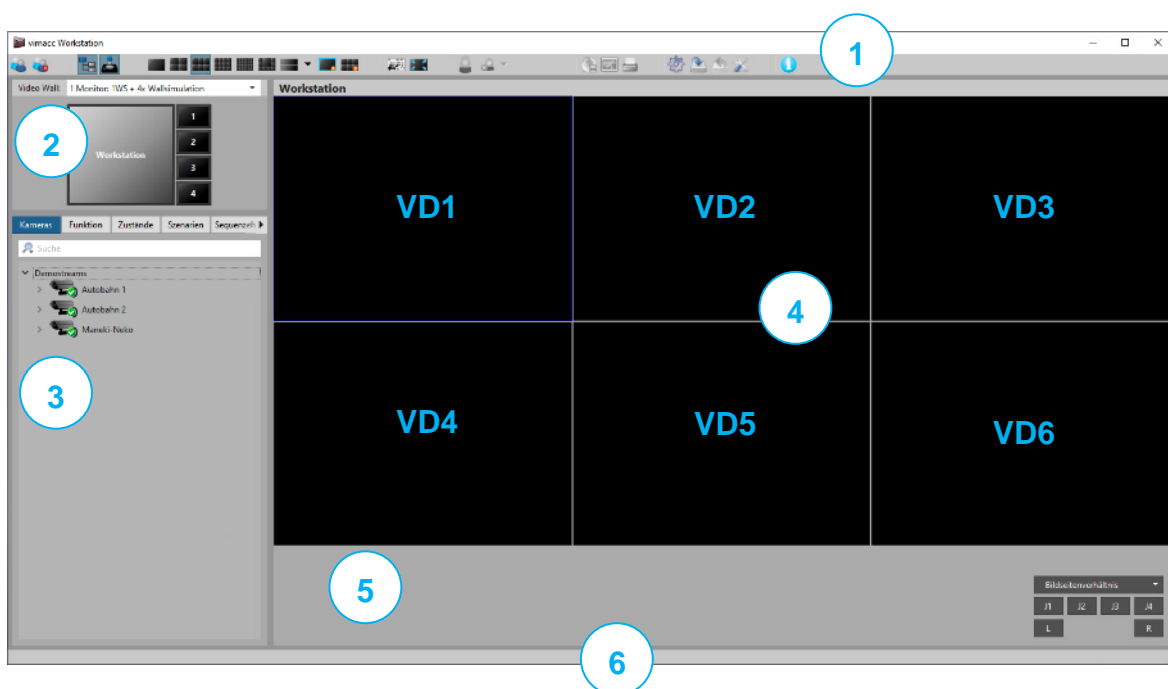 vimacc Workstation
1
Video Wall: 1 Monitor: 1WS + 4x Wallsimulation
Workstation
2
Workstation
1
2
3
4
Kameras Funktion Zustände Szenarien
Suche
Demostreams
Autobahn 1
Autobahn 2
Maneki-Neko
3
VD1 VD2 VD3
4
VD4 VD5 VD6
5
Bildseitenverhältnis
J1 J2 J3 J4
L R
6